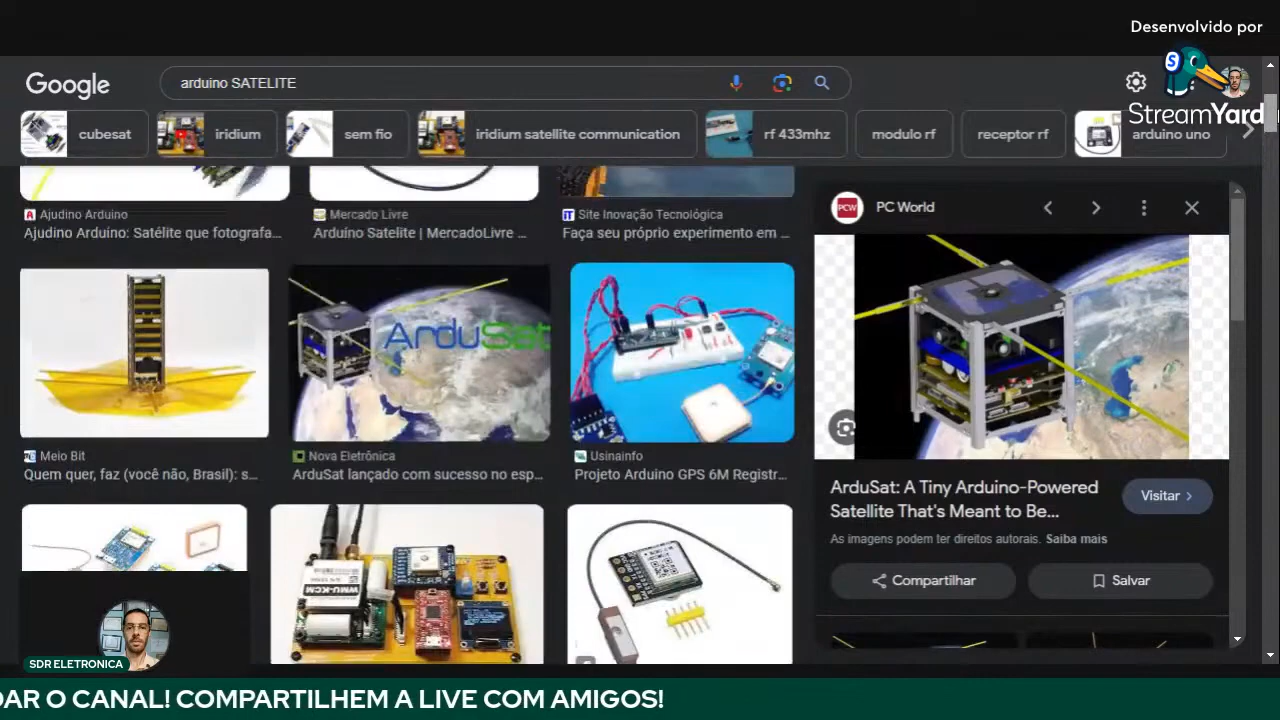 Desenvolvido por
StreamYard
Google
arduino SATELITE
cubesat
iridium
sem fio
iridium satellite communication
rf 433mhz
modulo rf
receptor rf
arduino uno
Ajudino Arduino
Ajudino Arduino: Satélite que fotografa...
Mercado Livre
Arduino Satelite | MercadoLivre ...
Site Inovação Tecnológica
Faça seu próprio experimento em ...
PCW
PC World
ArduSat
Meio Bit
Quem quer, faz (você não, Brasil): s...
Nova Eletrônica
ArduSat lançado com sucesso no esp...
Usinainfo
Projeto Arduino GPS 6M Registr...
ArduSat: A Tiny Arduino-Powered
Satellite That's Meant to Be...
Visitar
As imagens podem ter direitos autorais. Saiba mais
Compartilhar
Salvar
WMU-KCM
SDR ELETRONICA
DAR O CANAL! COMPARTILHEM A LIVE COM AMIGOS!